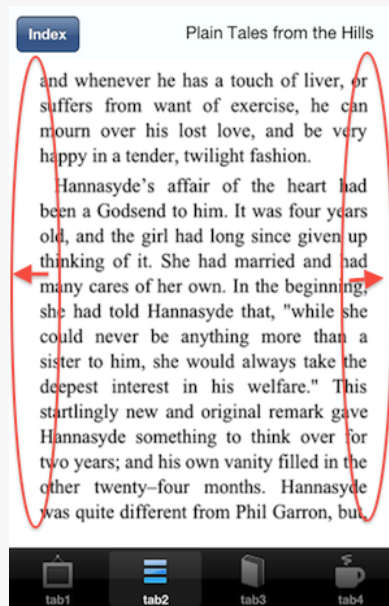 Index
Plain Tales from the Hills
and whenever he has a touch of liver, or
suffers from want of exercise, he can
mourn over his lost love, and be very
happy in a tender, twilight fashion.
Hannasyde's affair of the heart had
been a Godsend to him. It was four years
old, and the girl had long since given up
thinking of it. She had married and had
many cares of her own. In the beginning,
she had told Hannasyde that, "while she
could never be anything more than a
sister to him, she would always take the
deepest interest in his welfare." This
startlingly new and original remark gave
Hannasyde something to think over for
two years; and his own vanity filled in the
other twenty–four months. Hannasyde
was quite different from Phil Garron, but,
tab1
tab2
tab3
tab4